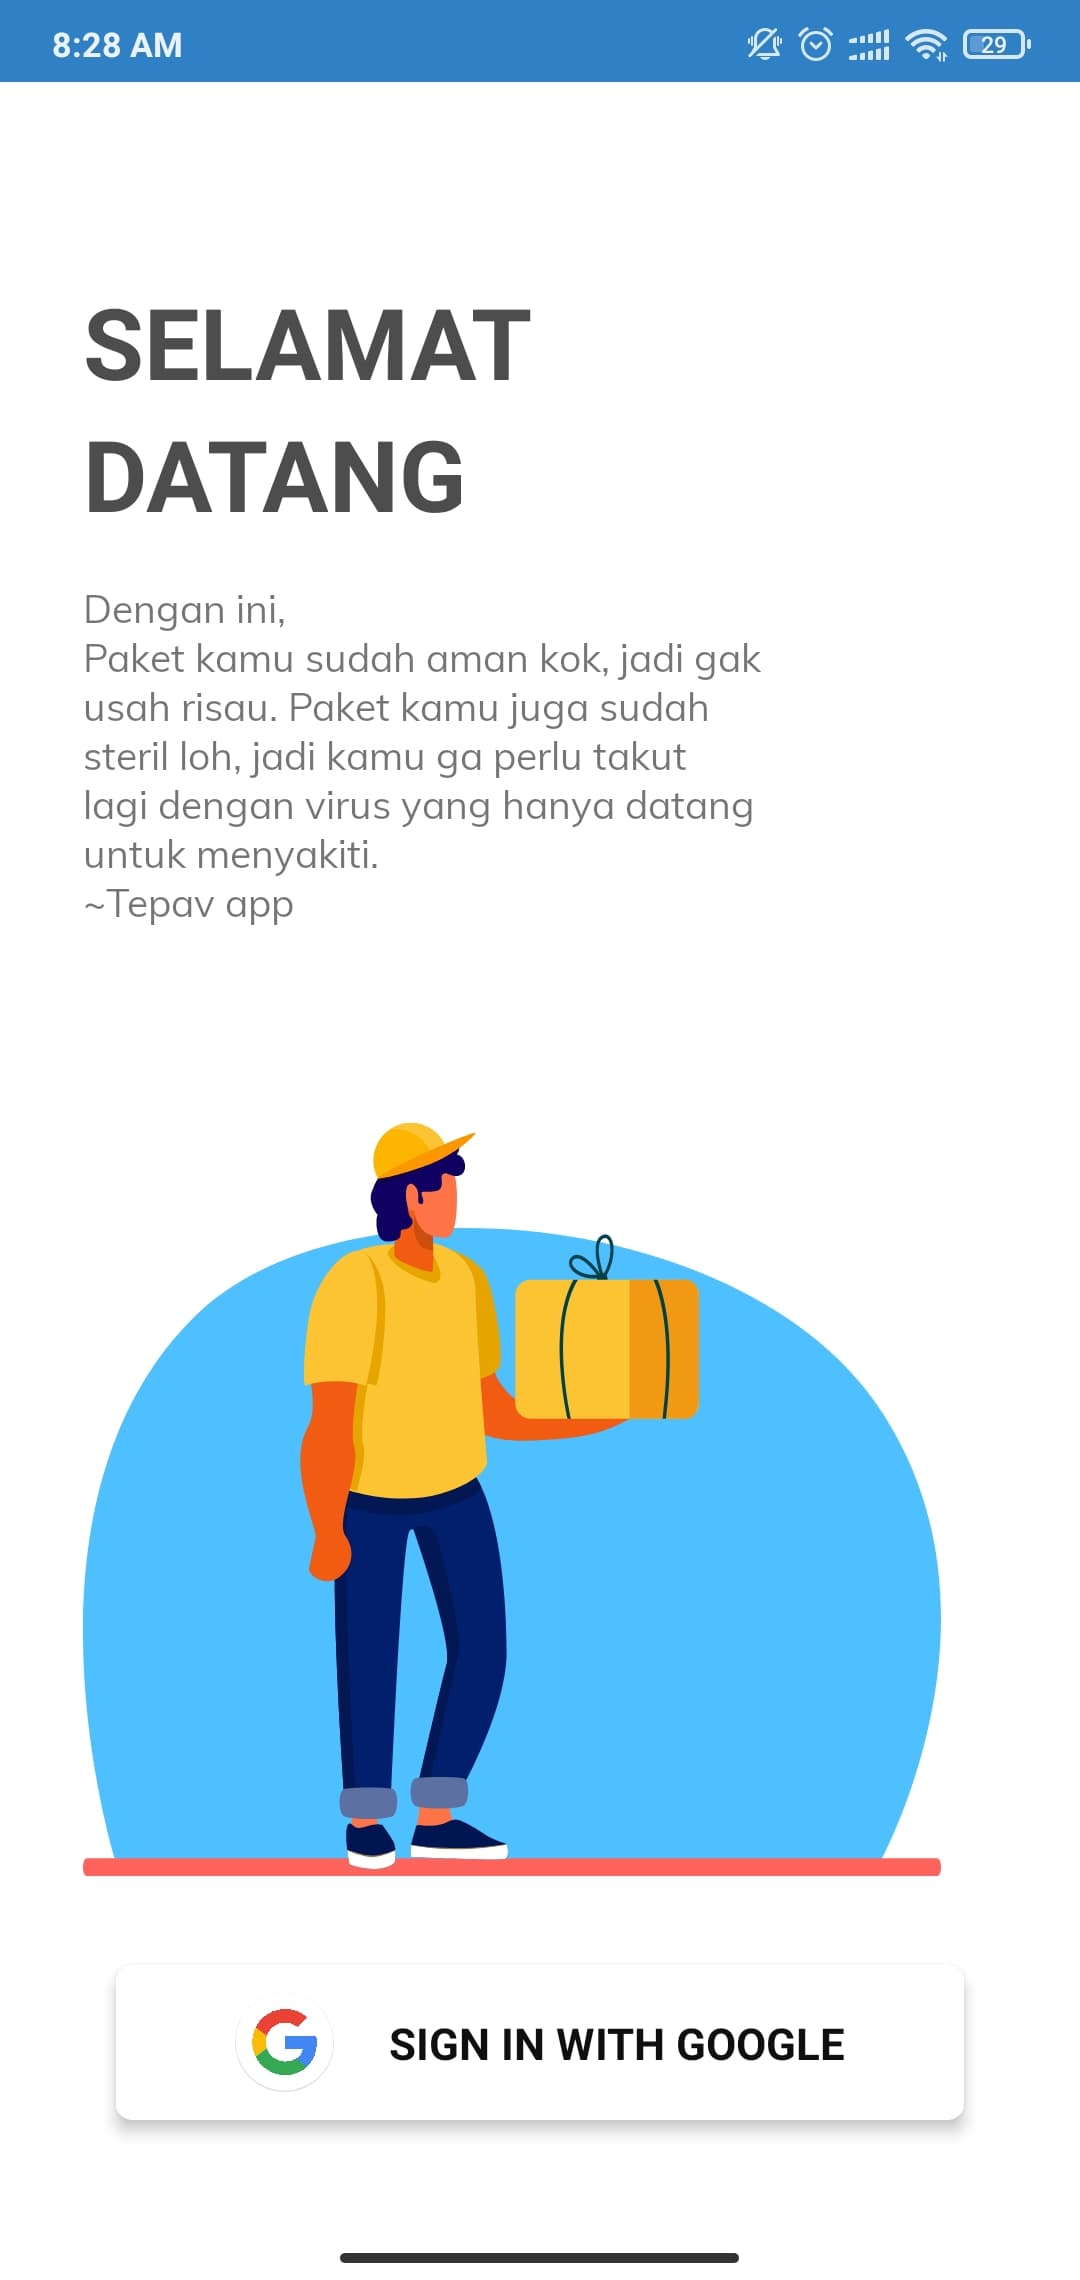 8:28 AM
29
SELAMAT
DATANG
Dengan ini,
Paket kamu sudah aman kok, jadi gak
usah risau. Paket kamu juga sudah
steril loh, jadi kamu ga perlu takut
lagi dengan virus yang hanya datang
untuk menyakiti.
~Tepav app
SIGN IN WITH GOOGLE